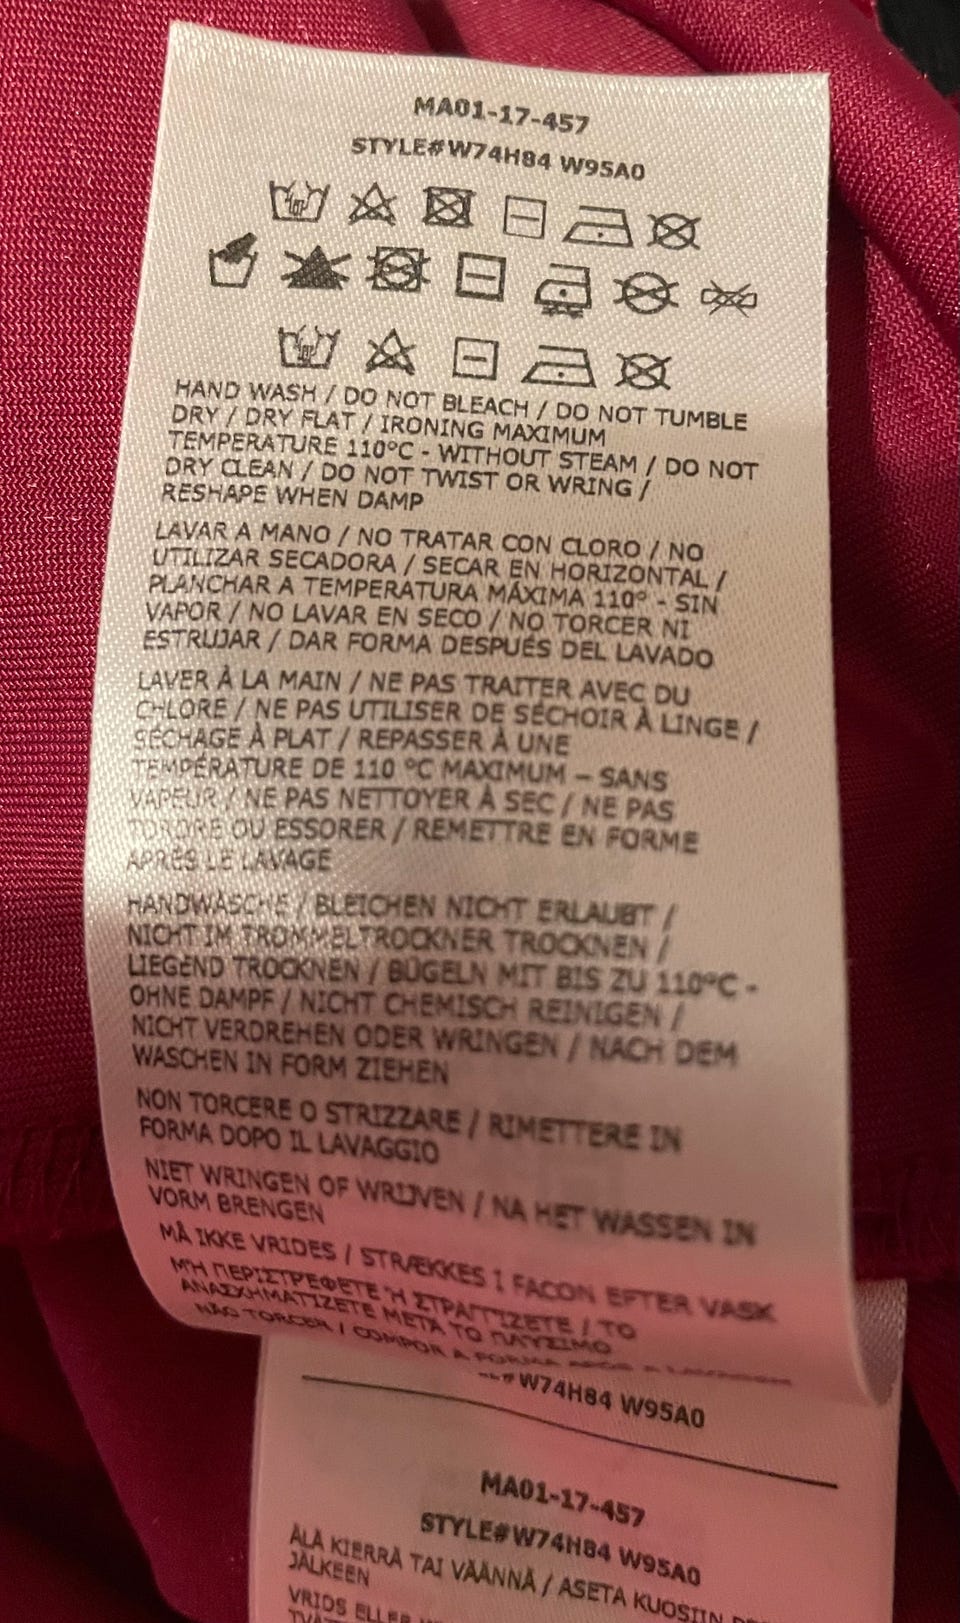 MA01-17-457
STYLE#W74H84 W95A0
HAND WASH / DO NOT BLEACH / DO NOT TUMBLE
DRY / DRY FLAT / IRONING MAXIMUM
TEMPERATURE 110°C - WITHOUT STEAM / DO NOT
DRY CLEAN / DO NOT TWIST OR WRING /
RESHAPE WHEN DAMP
LAVAR A MANO / NO TRATAR CON CLORO / NO
UTILIZAR SECADORA / SECAR EN HORIZONTAL /
PLANCHAR A TEMPERATURA MÁXIMA 110° - SIN
VAPOR / NO LAVAR EN SECO / NO TORCER NI
ESTRUJAR / DAR FORMA DESPUÉS DEL LAVADO
LAVER À LA MAIN / NE PAS TRAITER AVEC DU
CHLORE / NE PAS UTILISER DE SÉCHOIR À LINGE /
SÉCHAGE À PLAT / REPASSER À UNE
TEMPÉRATURE DE 110 °C MAXIMUM – SANS
VAPEUR / NE PAS NETTOYER À SEC / NE PAS
TORDRE OU ESSORER / REMETTRE EN FORME
APRÈS LE LAVAGE
HANDWÄSCHE / BLEICHEN NICHT ERLAUBT /
NICHT IM TROMMELTROCKNER TROCKNEN /
LIEGEND TROCKNEN / BÜGELN MIT BIS ZU 110°C -
OHNE DAMPF / NICHT CHEMISCH REINIGEN /
NICHT VERDREHEN ODER WRINGEN / NACH DEM
WASCHEN IN FORM ZIEHEN
NON TORCERE O STRIZZARE / RIMETTERE IN
FORMA DOPO IL LAVAGGIO
NIET WRINGEN OF WRIJVEN / NA HET WASSEN IN
VORM BRENGEN
MÅ IKKE VRIDES / STRÆKKES I FACON EFTER VASK
ΜΉ ΠΕΡΙΣΤΡΕΦΕΤΕ Ή ΣΤΡΑΓΓΙΖΕΤΕ / ΤΟ
ΑΝΑΣΧΗΜΑΤΙΖΕΤΕ ΜΕΤΆ ΤΟ ΠΛΥΣΙΜΟ
NÃO TORCER / COMPOR A FORMA APÓS A
#W74H84 W95A0
MA01-17-457
STYLE#W74H84 W95A0
ÄLÄ KIERRÄ TAI VÄÄNNÄ / ASETA KUOSIIN
JÄLKEEN
VRIDS ELLER